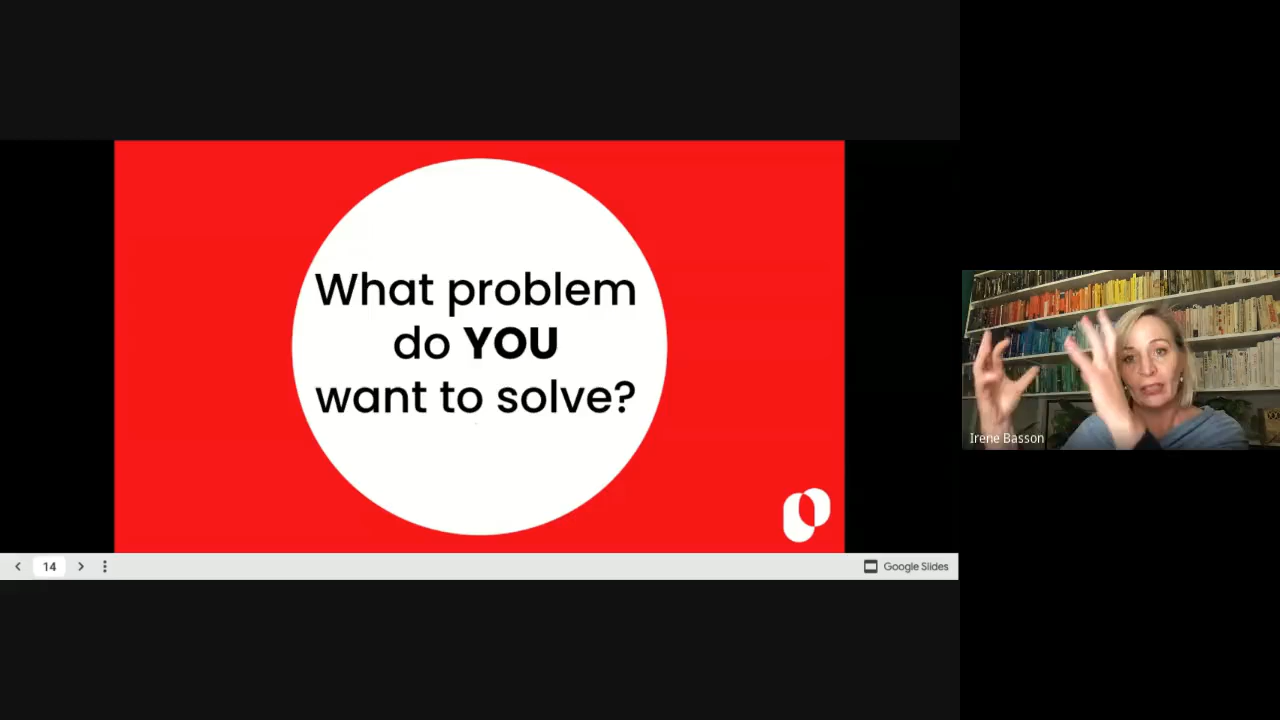 What problem
do YOU
want to solve?
Irene Basson
14
Google Slides